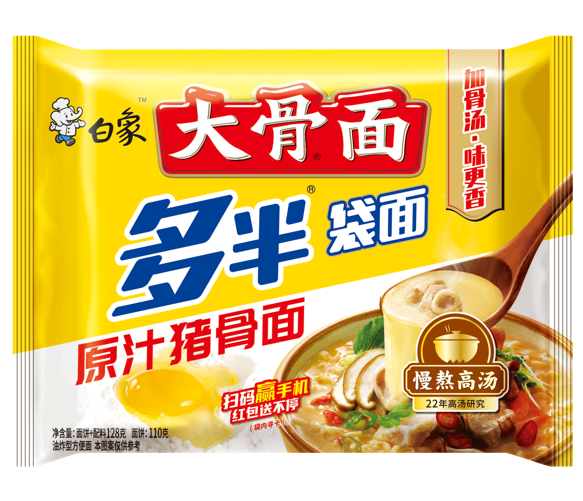 白象
TM
大骨面®
加骨汤·味更香
多半®
袋面
原汁猪骨面
慢熬高汤
22年高汤研究
扫码赢手机
红包送不停
(袋内寻卡)
净含量:面饼+配料128克 面饼:110克
油炸型方便面 本图案仅供参考